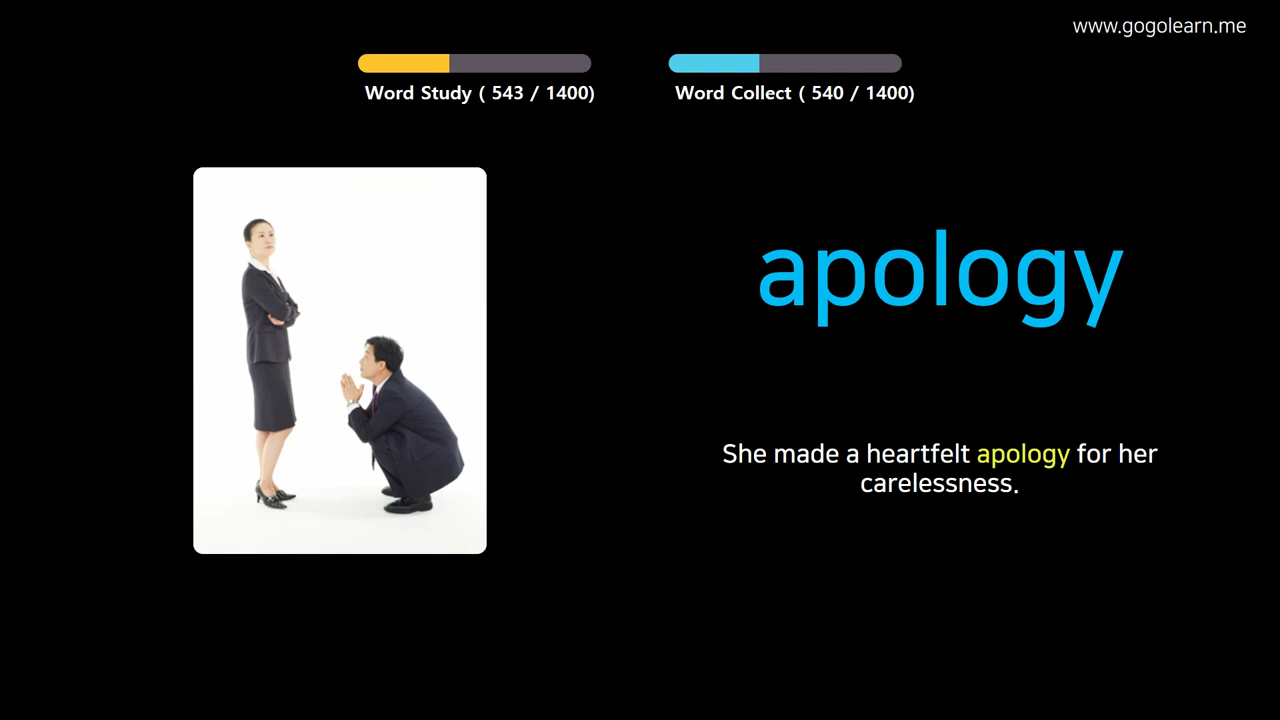 www.gogolearn.me
Word Study ( 543 / 1400)
Word Collect ( 540 / 1400)
apology
She made a heartfelt apology for her
carelessness.